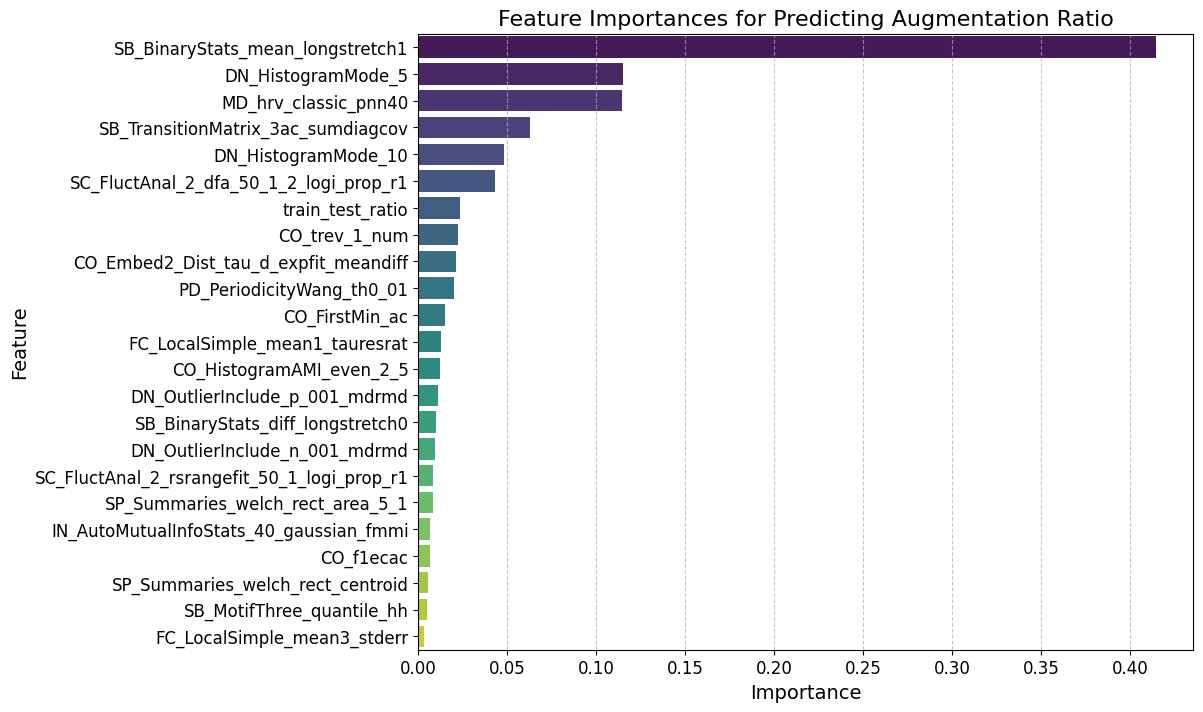 Feature Importances for Predicting Augmentation Ratio
SB_BinaryStats_mean_longstretch1
DN_HistogramMode_5
MD_hrv_classic_pnn40
SB_TransitionMatrix_3ac_sumdiagcov
DN_HistogramMode_10
SC_FluctAnal_2_dfa_50_1_2_logi_prop_r1
train_test_ratio
CO_trev_1_num
CO_Embed2_Dist_tau_d_expfit_meandiff
PD_PeriodicityWang_th0_01
CO_FirstMin_ac
FC_LocalSimple_mean1_tauresrat
CO_HistogramAMI_even_2_5
DN_OutlierInclude_p_001_mdrmd
SB_BinaryStats_diff_longstretch0
DN_OutlierInclude_n_001_mdrmd
SC_FluctAnal_2_rsrangefit_50_1_logi_prop_r1
SP_Summaries_welch_rect_area_5_1
IN_AutoMutualInfoStats_40_gaussian_fmmi
CO_f1ecac
SP_Summaries_welch_rect_centroid
SB_MotifThree_quantile_hh
FC_LocalSimple_mean3_stderr
Feature
0.00 0.05 0.10 0.15 0.20 0.25 0.30 0.35 0.40
Importance